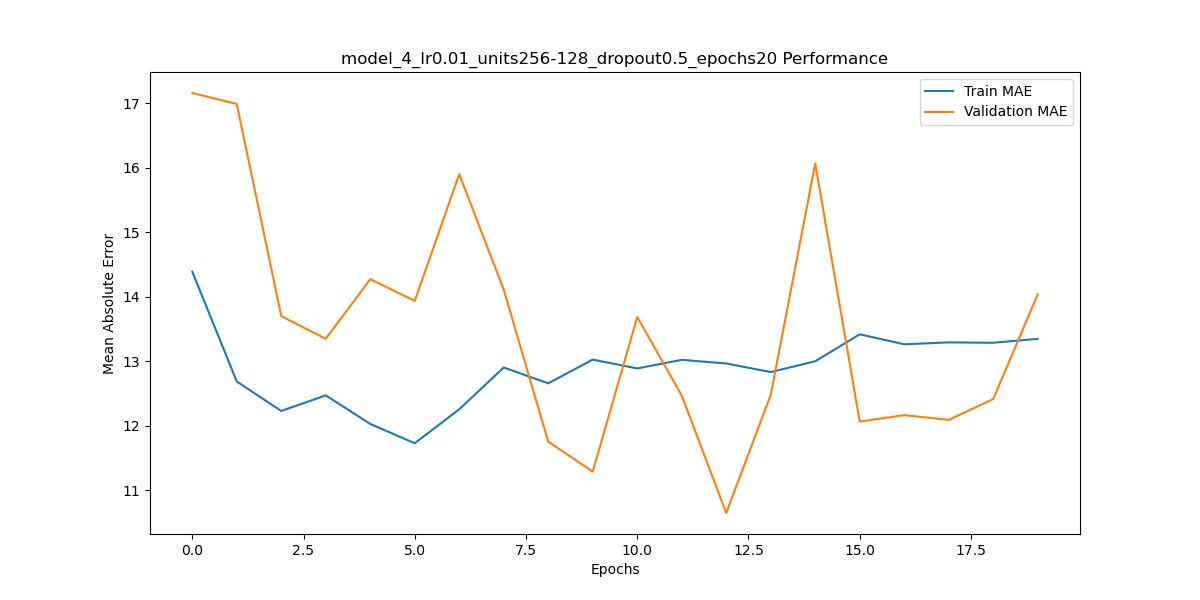 model_4_lr0.01_units256-128_dropout0.5_epochs20 Performance
Train MAE
Validation MAE
17
16
15
14
13
12
11
Mean Absolute Error
0.0 2.5 5.0 7.5 10.0 12.5 15.0 17.5
Epochs